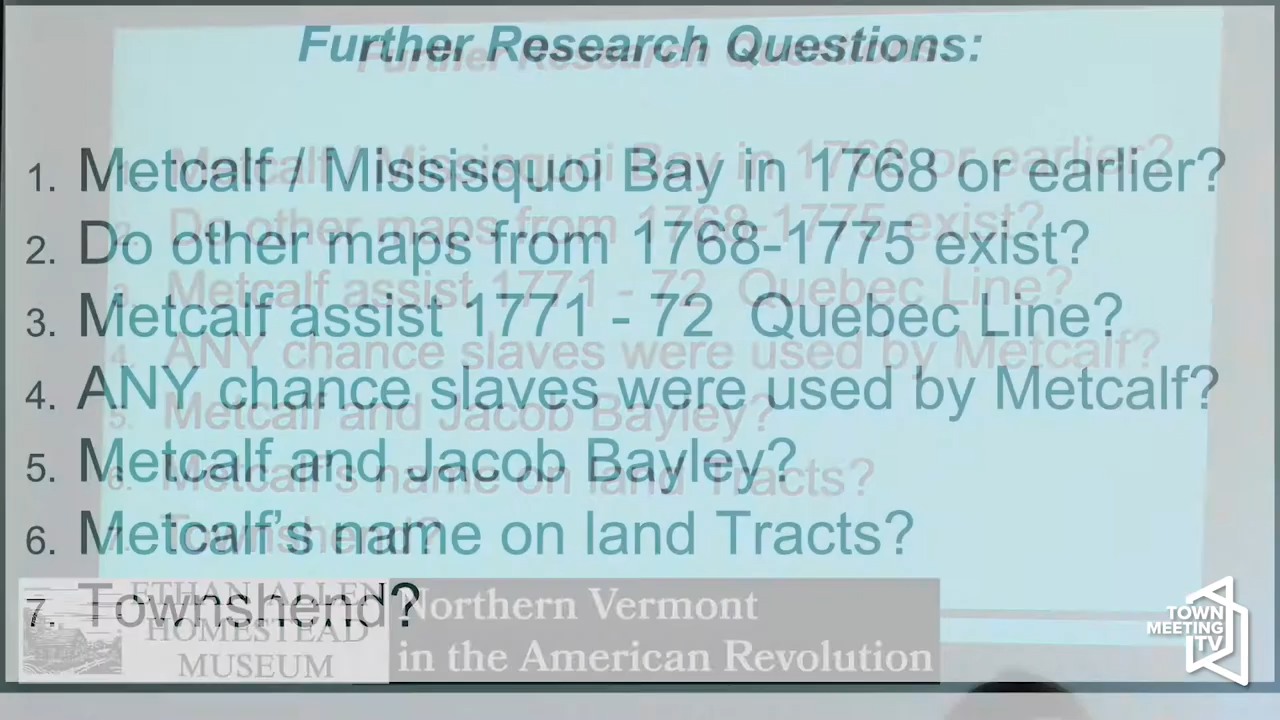 Further Research Questions:
1. Metcalf / Missisquoi Bay in 1768 or earlier?
2. Do other maps from 1768-1775 exist?
3. Metcalf assist 1771 - 72 Quebec Line?
4. ANY chance slaves were used by Metcalf?
5. Metcalf and Jacob Bayley?
6. Metcalf's name on land Tracts?
7. Townshend?
ETHAN ALLEN
HOMESTEAD
MUSEUM
Northern Vermont
in the American Revolution
TOWN
MEETING
TV